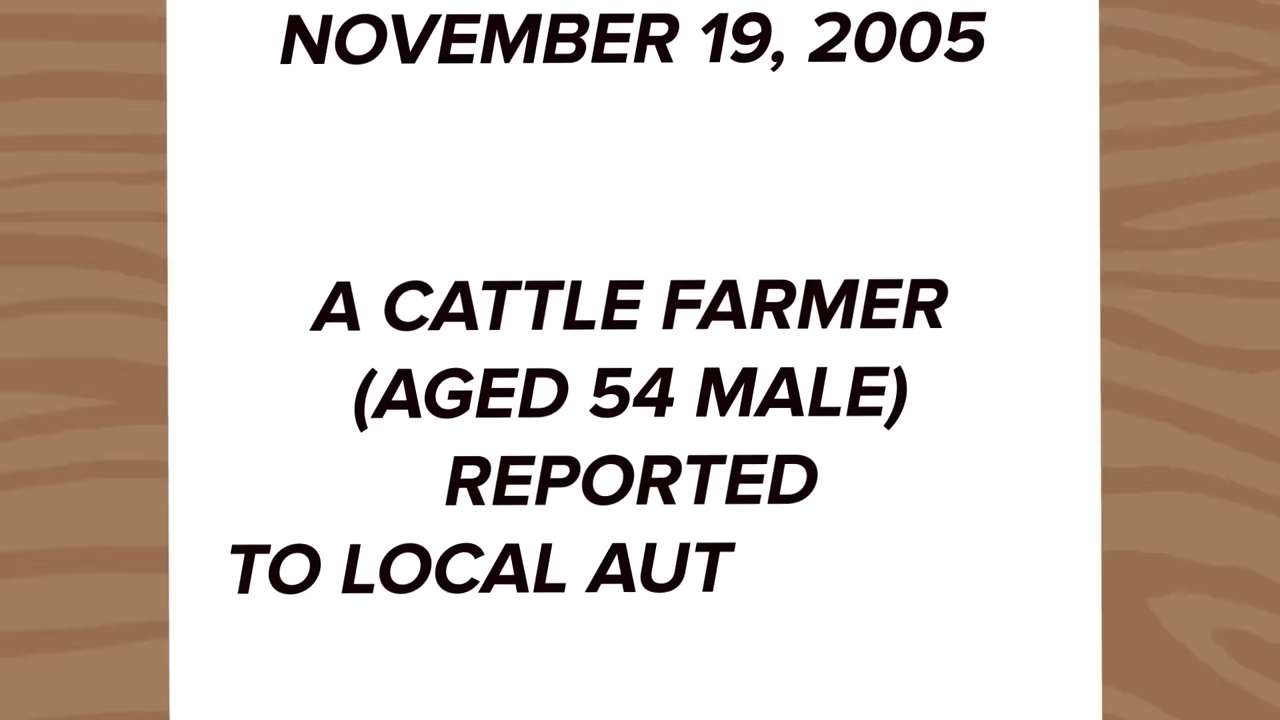 NOVEMBER 19, 2005
A CATTLE FARMER
(AGED 54 MALE)
REPORTED
TO LOCAL AUT